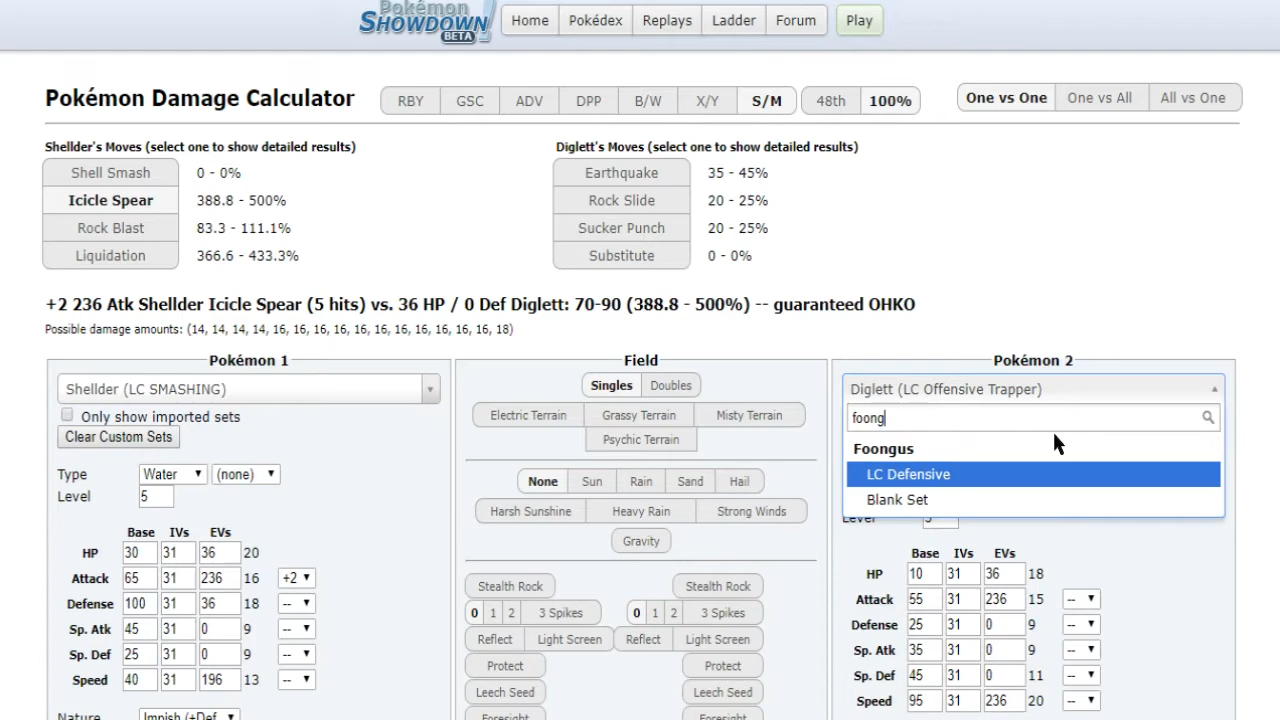 Pokémon
SHOWDOWN!
BETA
Home Pokédex Replays Ladder Forum Play
Pokémon Damage Calculator RBY GSC ADV DPP B/W X/Y S/M 48th 100% One vs One One vs All All vs One
Shellder's Moves (select one to show detailed results) Diglett's Moves (select one to show detailed results)
Shell Smash 0 - 0% Earthquake 35 - 45%
Icicle Spear 388.8 - 500% Rock Slide 20 - 25%
Rock Blast 83.3 - 111.1% Sucker Punch 20 - 25%
Liquidation 366.6 - 433.3% Substitute 0 - 0%
+2 236 Atk Shellder Icicle Spear (5 hits) vs. 36 HP / 0 Def Diglett: 70-90 (388.8 - 500%) -- guaranteed OHKO
Possible damage amounts: (14, 14, 14, 14, 16, 16, 16, 16, 16, 16, 16, 16, 16, 16, 16, 18)
Pokémon 1
Shellder (LC SMASHING)
Only show imported sets
Clear Custom Sets
Type Water (none)
Level 5
Base IVs EVs
HP 30 31 36 20
Attack 65 31 236 16 +2
Defense 100 31 36 18 --
Sp. Atk 45 31 0 9 --
Sp. Def 25 31 0 9 --
Speed 40 31 196 13 --
Nature Impish (+Def
Field
Singles Doubles
Electric Terrain Grassy Terrain Misty Terrain
Psychic Terrain
None Sun Rain Sand Hail
Harsh Sunshine Heavy Rain Strong Winds
Gravity
Stealth Rock Stealth Rock
0 1 2 3 Spikes 0 1 2 3 Spikes
Reflect Light Screen Reflect Light Screen
Protect Protect
Leech Seed Leech Seed
Foresight Foresight
Pokémon 2
Diglett (LC Offensive Trapper)
foong
Foongus
LC Defensive
Blank Set
Level 5
Base IVs EVs
HP 10 31 36 18
Attack 55 31 236 15 --
Defense 25 31 0 9 --
Sp. Atk 35 31 0 9 --
Sp. Def 45 31 0 11 --
Speed 95 31 236 20 --